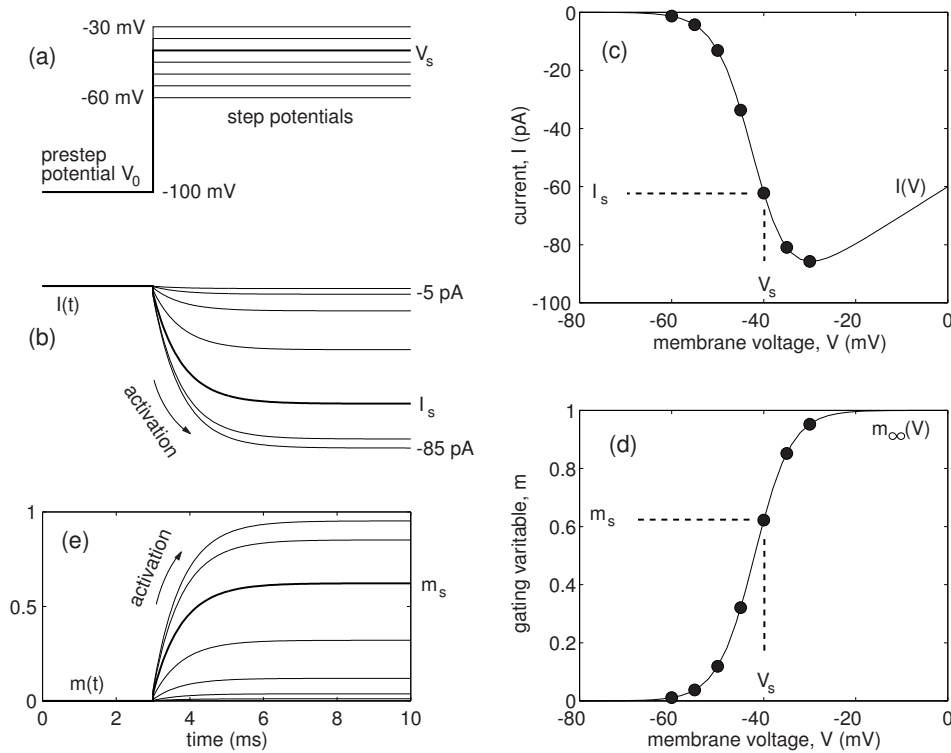 (a)
-30 mV
V_s
-60 mV
step potentials
prestep
potential V_0
-100 mV
I(t)
-5 pA
(b)
activation
I_s
-85 pA
1
(e)
activation
0.5
m_s
m(t)
0
0 2 4 6 8 10
time (ms)
0
(c)
-20
current, I (pA)
-40
-60
I_s
I(V)
-80
V_s
-100
-80 -60 -40 -20 0
membrane voltage, V (mV)
1
(d)
m_∞(V)
0.8
gating varitable, m
m_s
0.6
0.4
0.2
V_s
0
-80 -60 -40 -20 0
membrane voltage, V (mV)